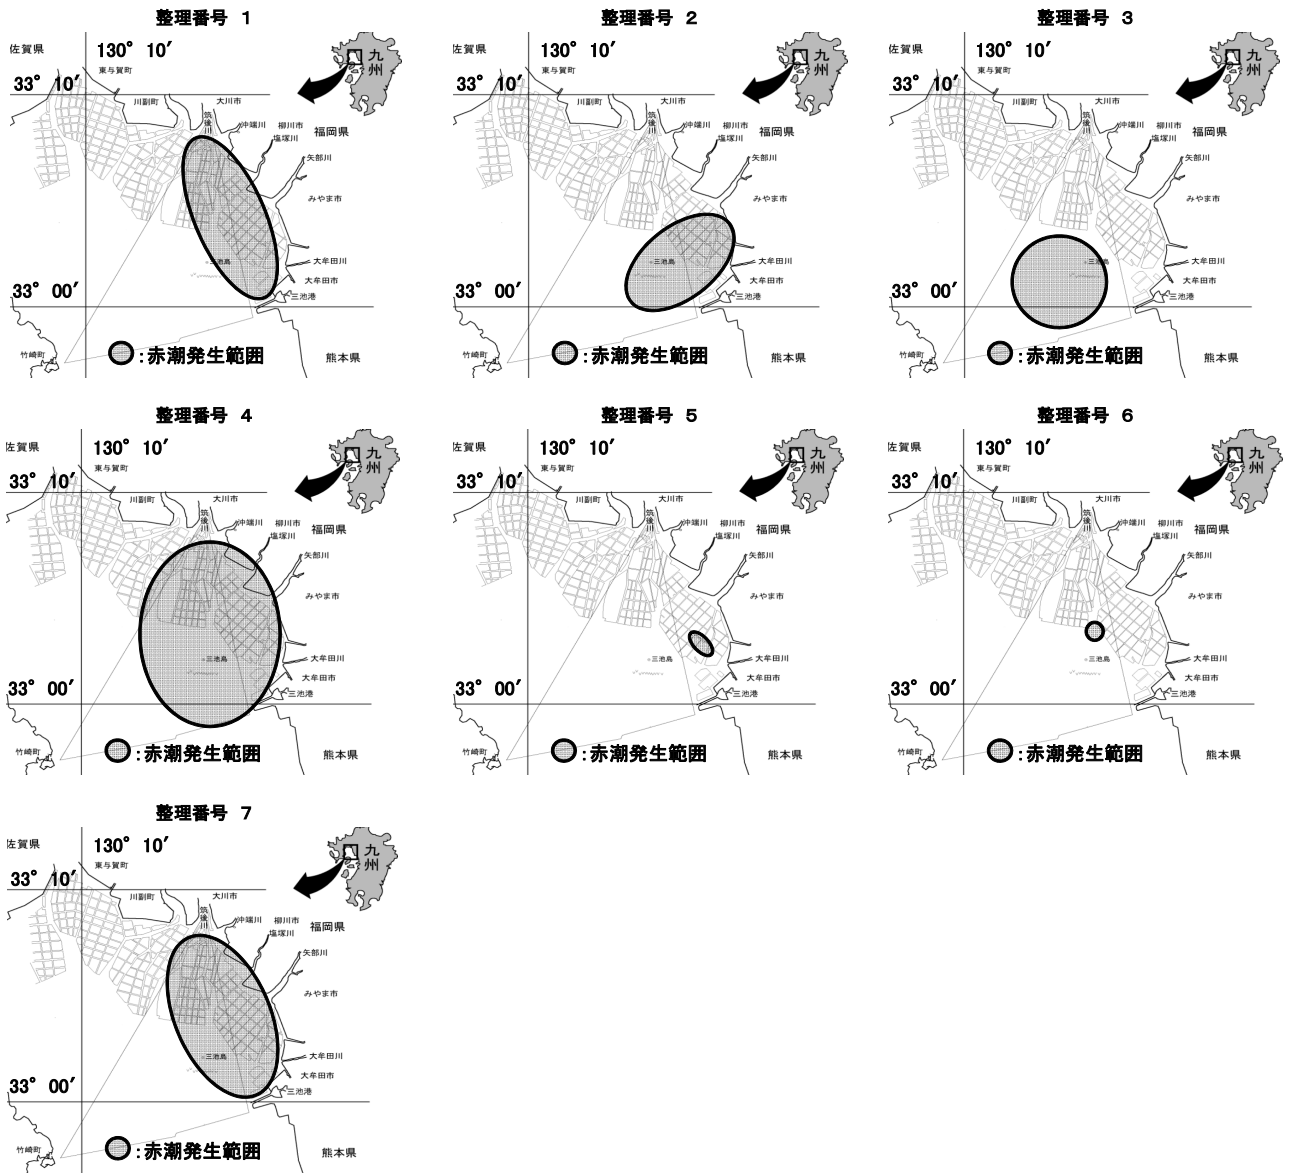 整理番号 1
佐賀県
130° 10′
九州
東与賀町
33° 10′
川副町
大川市
筑後川
沖端川
柳川市
福岡県
塩塚川
矢部川
みやま市
三池島
大牟田川
大牟田市
三池港
33° 00′
竹崎町
：赤潮発生範囲
熊本県
整理番号 2
佐賀県
130° 10′
九州
東与賀町
33° 10′
川副町
大川市
筑後川
沖端川
柳川市
福岡県
塩塚川
矢部川
みやま市
三池島
大牟田川
大牟田市
三池港
33° 00′
竹崎町
：赤潮発生範囲
熊本県
整理番号 3
佐賀県
130° 10′
九州
東与賀町
33° 10′
川副町
大川市
筑後川
沖端川
柳川市
福岡県
塩塚川
矢部川
みやま市
三池島
大牟田川
大牟田市
三池港
33° 00′
竹崎町
：赤潮発生範囲
熊本県
整理番号 4
佐賀県
130° 10′
九州
東与賀町
33° 10′
川副町
大川市
筑後川
沖端川
柳川市
福岡県
塩塚川
矢部川
みやま市
三池島
大牟田川
大牟田市
三池港
33° 00′
竹崎町
：赤潮発生範囲
熊本県
整理番号 5
佐賀県
130° 10′
九州
東与賀町
33° 10′
川副町
大川市
筑後川
沖端川
柳川市
福岡県
塩塚川
矢部川
みやま市
三池島
大牟田川
大牟田市
三池港
33° 00′
竹崎町
：赤潮発生範囲
熊本県
整理番号 6
佐賀県
130° 10′
九州
東与賀町
33° 10′
川副町
大川市
筑後川
沖端川
柳川市
福岡県
塩塚川
矢部川
みやま市
三池島
大牟田川
大牟田市
三池港
33° 00′
竹崎町
：赤潮発生範囲
熊本県
整理番号 7
佐賀県
130° 10′
九州
東与賀町
33° 10′
川副町
大川市
筑後川
沖端川
柳川市
福岡県
塩塚川
矢部川
みやま市
三池島
大牟田川
大牟田市
三池港
33° 00′
竹崎町
：赤潮発生範囲
熊本県